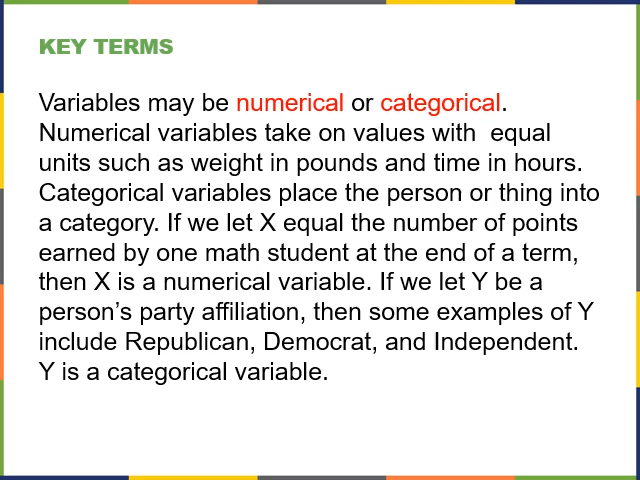 KEY TERMS
Variables may be numerical or categorical.
Numerical variables take on values with  equal
units such as weight in pounds and time in hours.
Categorical variables place the person or thing into
a category. If we let X equal the number of points
earned by one math student at the end of a term,
then X is a numerical variable. If we let Y be a
person’s party affiliation, then some examples of Y
include Republican, Democrat, and Independent.
Y is a categorical variable.